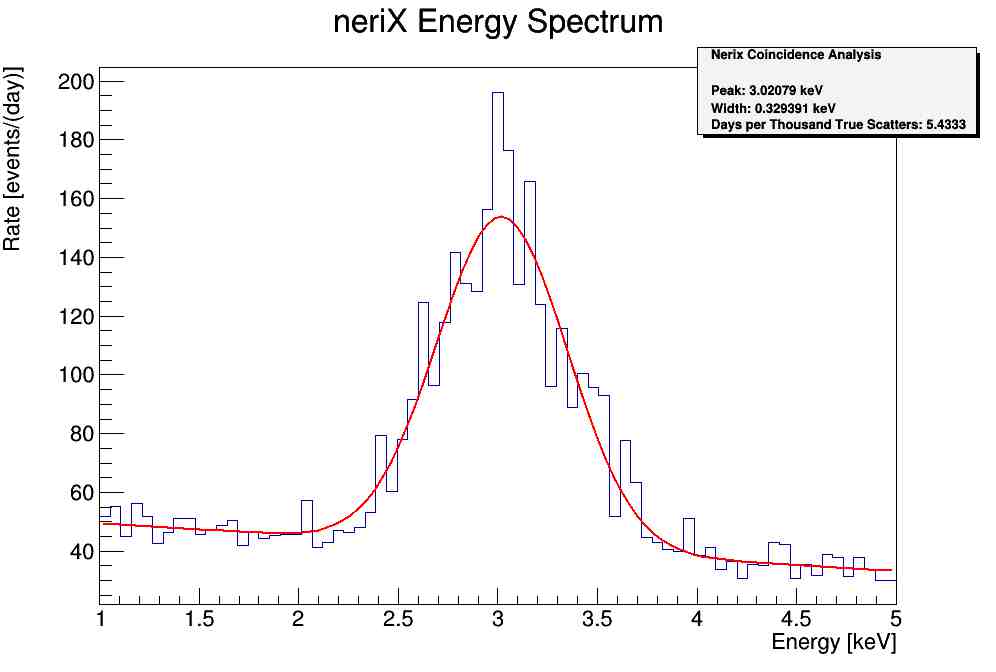 neriX Energy Spectrum
Nerix Coincidence Analysis
Peak: 3.02079 keV
Width: 0.329391 keV
Days per Thousand True Scatters: 5.4333
Rate [events/(day)]
200
180
160
140
120
100
80
60
40
1 1.5 2 2.5 3 3.5 4 4.5 5
Energy [keV]